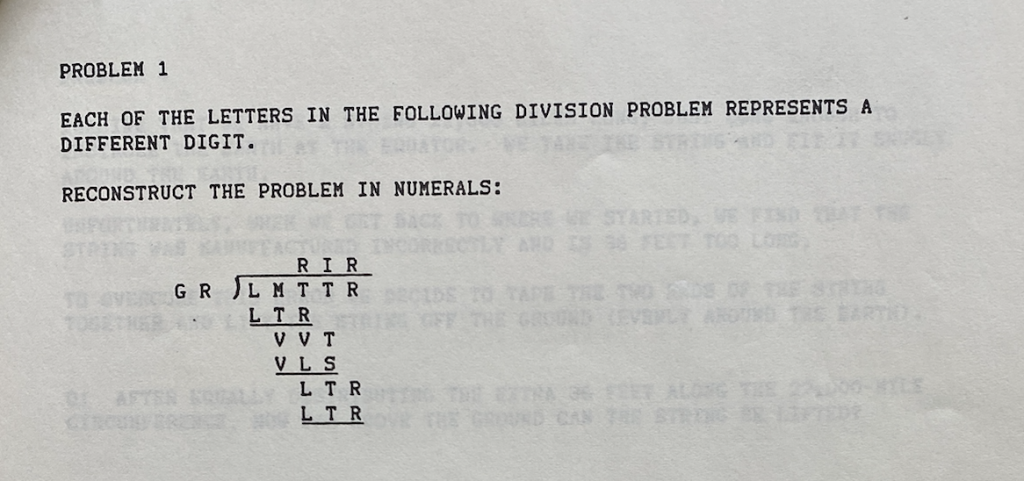 PROBLEM 1
EACH OF THE LETTERS IN THE FOLLOWING DIVISION PROBLEM REPRESENTS A
DIFFERENT DIGIT.
RECONSTRUCT THE PROBLEM IN NUMERALS:
R I R
G R ) L M T T R
L T R
V V T
V L S
L T R
L T R